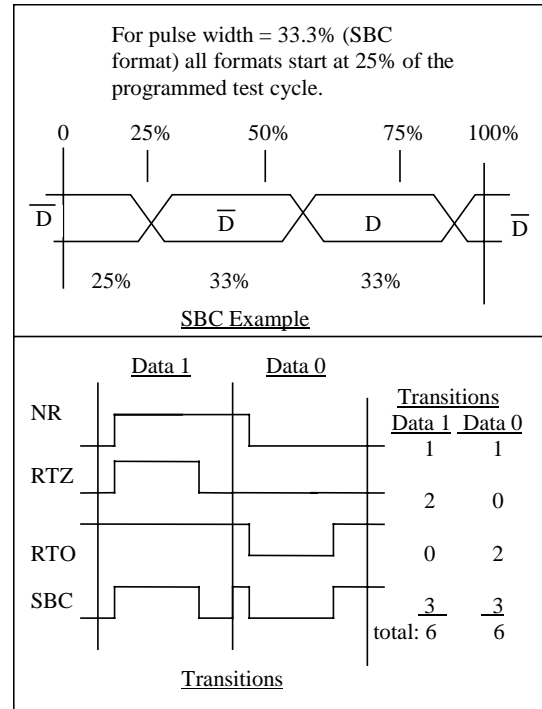 For pulse width = 33.3% (SBC
format) all formats start at 25% of the
programmed test cycle.
0 25% 50% 75% 100%
D̅ D̅ D D̅
25% 33% 33%
SBC Example
Data 1 Data 0
Transitions
Data 1 Data 0
NR 1 1
RTZ 2 0
RTO 0 2
SBC 3 3
total: 6 6
Transitions